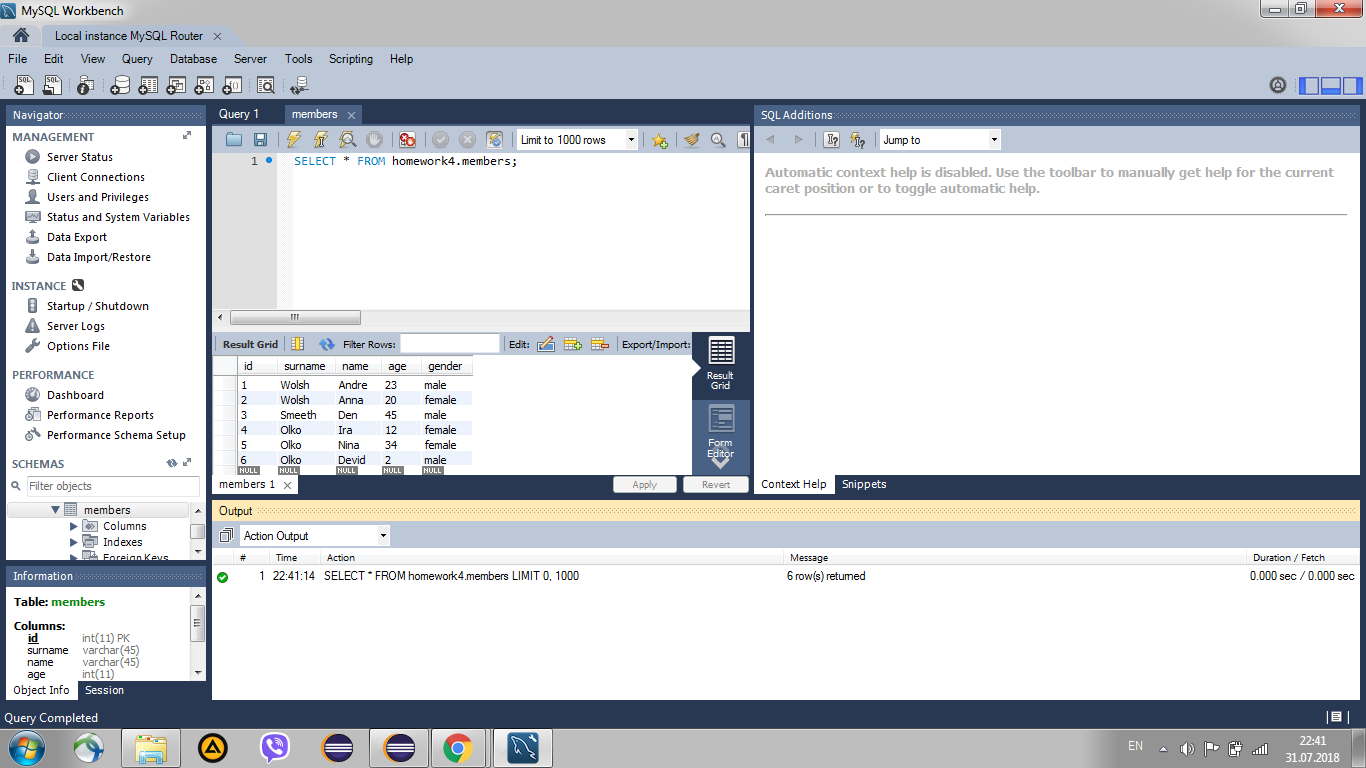 MySQL Workbench
Local instance MySQL Router
File Edit View Query Database Server Tools Scripting Help
Navigator
MANAGEMENT
Server Status
Client Connections
Users and Privileges
Status and System Variables
Data Export
Data Import/Restore
INSTANCE
Startup / Shutdown
Server Logs
Options File
PERFORMANCE
Dashboard
Performance Reports
Performance Schema Setup
SCHEMAS
Filter objects
members
Columns
Indexes
Foreign Keys
Information
Table: members
Columns:
id int(11) PK
surname varchar(45)
name varchar(45)
age int(11)
Object Info Session
Query 1 members
Limit to 1000 rows
1 SELECT * FROM homework4.members;
Result Grid Filter Rows: Edit: Export/Import:
id surname name age gender
1 Wolsh Andre 23 male
2 Wolsh Anna 20 female
3 Smeeth Den 45 male
4 Olko Ira 12 female
5 Olko Nina 34 female
6 Olko Devid 2 male
NULL NULL NULL NULL NULL
Result
Grid
Form
Editor
members 1 Apply Revert
SQL Additions
Jump to
Automatic context help is disabled. Use the toolbar to manually get help for the current
caret position or to toggle automatic help.
Context Help Snippets
Output
Action Output
# Time Action Message Duration / Fetch
1 22:41:14 SELECT * FROM homework4.members LIMIT 0, 1000 6 row(s) returned 0.000 sec / 0.000 sec
Query Completed
EN
22:41
31.07.2018